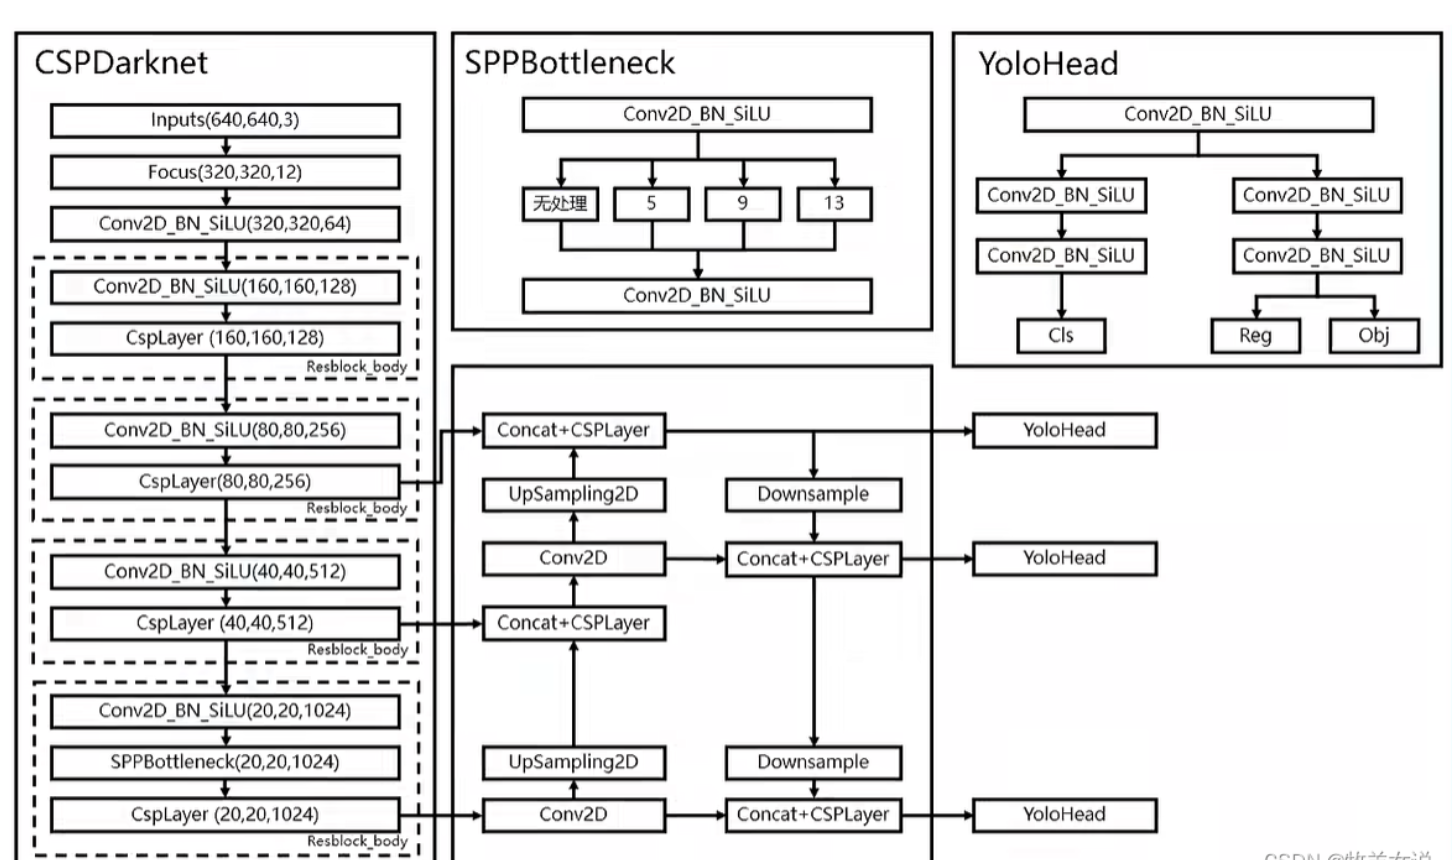 CSPDarknet
Inputs(640,640,3)
Focus(320,320,12)
Conv2D_BN_SiLU(320,320,64)
Conv2D_BN_SiLU(160,160,128)
CspLayer (160,160,128)
Resblock_body
Conv2D_BN_SiLU(80,80,256)
CspLayer(80,80,256)
Resblock_body
Conv2D_BN_SiLU(40,40,512)
CspLayer (40,40,512)
Resblock_body
Conv2D_BN_SiLU(20,20,1024)
SPPBottleneck(20,20,1024)
CspLayer (20,20,1024)
Resblock_body
SPPBottleneck
Conv2D_BN_SiLU
无处理 5 9 13
Conv2D_BN_SiLU
YoloHead
Conv2D_BN_SiLU
Conv2D_BN_SiLU Conv2D_BN_SiLU
Conv2D_BN_SiLU Conv2D_BN_SiLU
Cls Reg Obj
Concat+CSPLayer YoloHead
UpSampling2D Downsample
Conv2D Concat+CSPLayer YoloHead
Concat+CSPLayer
UpSampling2D Downsample
Conv2D Concat+CSPLayer YoloHead